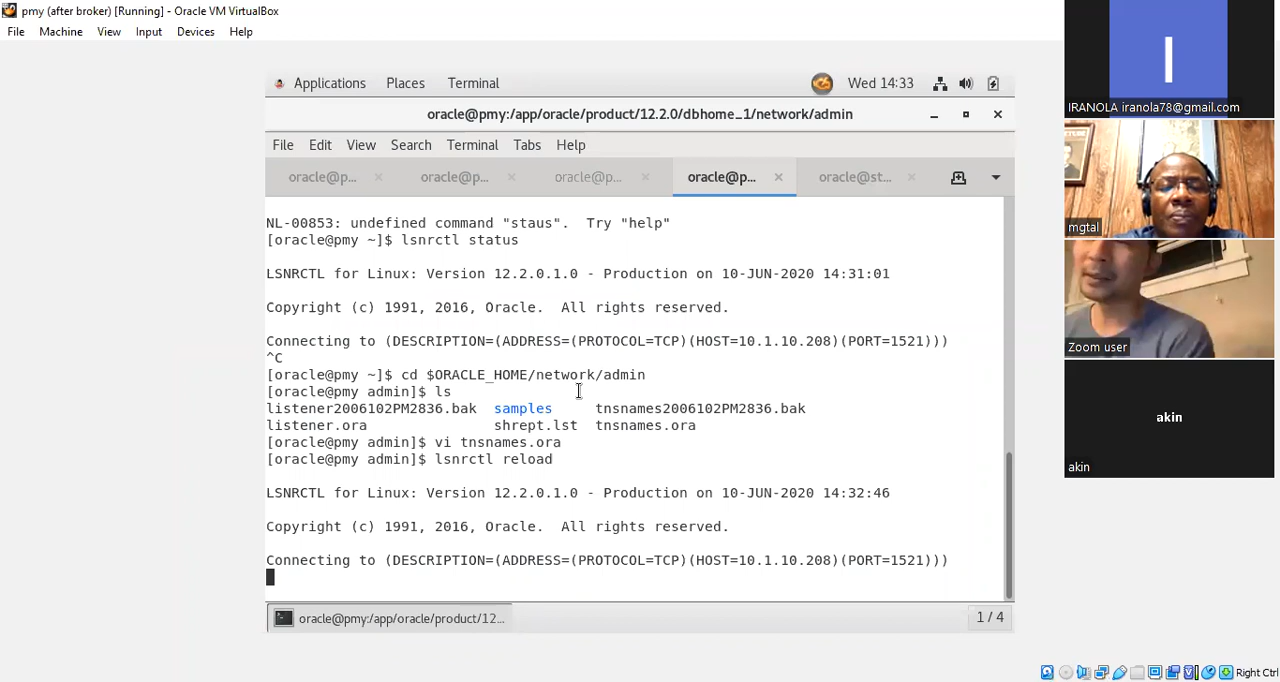 pmy (after broker) [Running] - Oracle VM VirtualBox
File Machine View Input Devices Help
Applications Places Terminal Wed 14:33
oracle@pmy:/app/oracle/product/12.2.0/dbhome_1/network/admin
File Edit View Search Terminal Tabs Help
oracle@p... oracle@p... oracle@p... oracle@p... oracle@st...
NL-00853: undefined command "staus".  Try "help"
[oracle@pmy ~]$ lsnrctl status
LSNRCTL for Linux: Version 12.2.0.1.0 - Production on 10-JUN-2020 14:31:01
Copyright (c) 1991, 2016, Oracle.  All rights reserved.
Connecting to (DESCRIPTION=(ADDRESS=(PROTOCOL=TCP)(HOST=10.1.10.208)(PORT=1521)))
^C
[oracle@pmy ~]$ cd $ORACLE_HOME/network/admin
[oracle@pmy admin]$ ls
listener2006102PM2836.bak  samples     tnsnames2006102PM2836.bak
listener.ora               shrept.lst  tnsnames.ora
[oracle@pmy admin]$ vi tnsnames.ora
[oracle@pmy admin]$ lsnrctl reload
LSNRCTL for Linux: Version 12.2.0.1.0 - Production on 10-JUN-2020 14:32:46
Copyright (c) 1991, 2016, Oracle.  All rights reserved.
Connecting to (DESCRIPTION=(ADDRESS=(PROTOCOL=TCP)(HOST=10.1.10.208)(PORT=1521)))
oracle@pmy:/app/oracle/product/12... 1 / 4
Right Ctrl
I
IRANOLA iranola78@gmail.com
mgtal
Zoom user
akin
akin